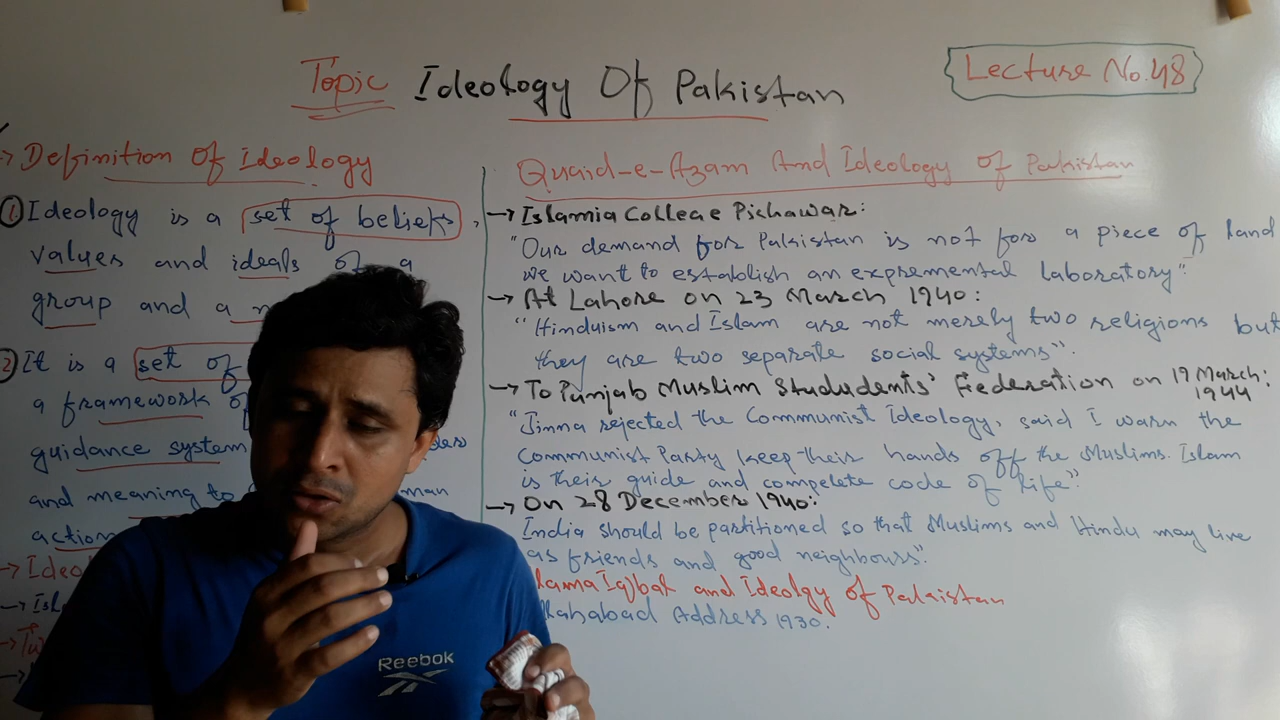 Topic Ideology Of Pakistan
Lecture No.48
→ Definition Of Ideology
① Ideology is a set of beliefs,
values and ideals of a
group and a
② It is a set of
a framework
guidance system
and meaning to
man
action
→ Ideo
→ Isl
Quaid-e-Azam And Ideology of Pakistan
→ Islamia College Pishawar:
"Our demand for Pakistan is not for a piece of land
we want to establish an expremental laboratory".
→ At Lahore on 23 March 1940:
"Hinduism and Islam are not merely two religions but
they are two separate social systems".
→ To Punjab Muslim Stududents' Fiederation on 19 March:
1944
"Jinna rejected the Communist Ideology, said I warn the
Communist Party keep their hands off the Muslims. Islam
is their guide and compelete code of life"
→ On 28 December 1940:
India should be partitioned so that Muslims and Hindu may live
as friends and good neighbours".
lama Iqbal and Ideolgy of Pakistan
llahabad Address 1930.
Reebok